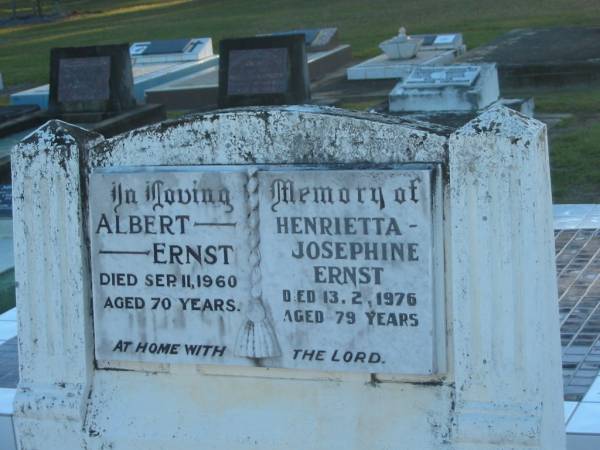 In Loving Memory of
ALBERT
ERNST
DIED SEP. 11, 1960
AGED 70 YEARS.
HENRIETTA -
JOSEPHINE
ERNST
DIED 13. 2, 1976
AGED 79 YEARS
AT HOME WITH THE LORD.